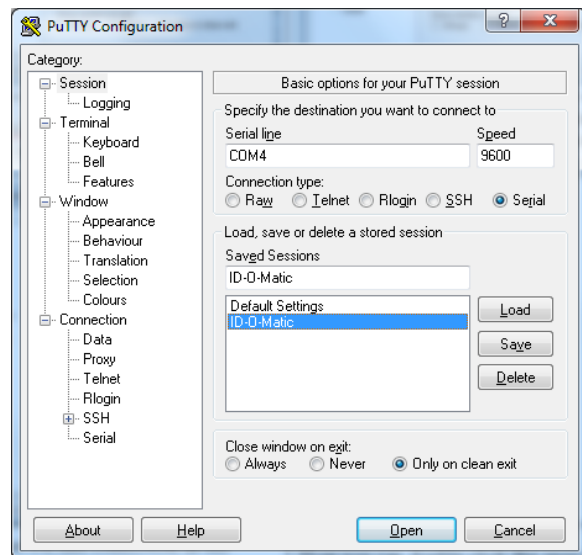 PuTTY Configuration
Category:
Session
Logging
Terminal
Keyboard
Bell
Features
Window
Appearance
Behaviour
Translation
Selection
Colours
Connection
Data
Proxy
Telnet
Rlogin
SSH
Serial
Basic options for your PuTTY session
Specify the destination you want to connect to
Serial line Speed
COM4 9600
Connection type:
Raw Telnet Rlogin SSH Serial
Load, save or delete a stored session
Saved Sessions
ID-O-Matic
Default Settings
ID-O-Matic
Load
Save
Delete
Close window on exit:
Always Never Only on clean exit
About Help Open Cancel